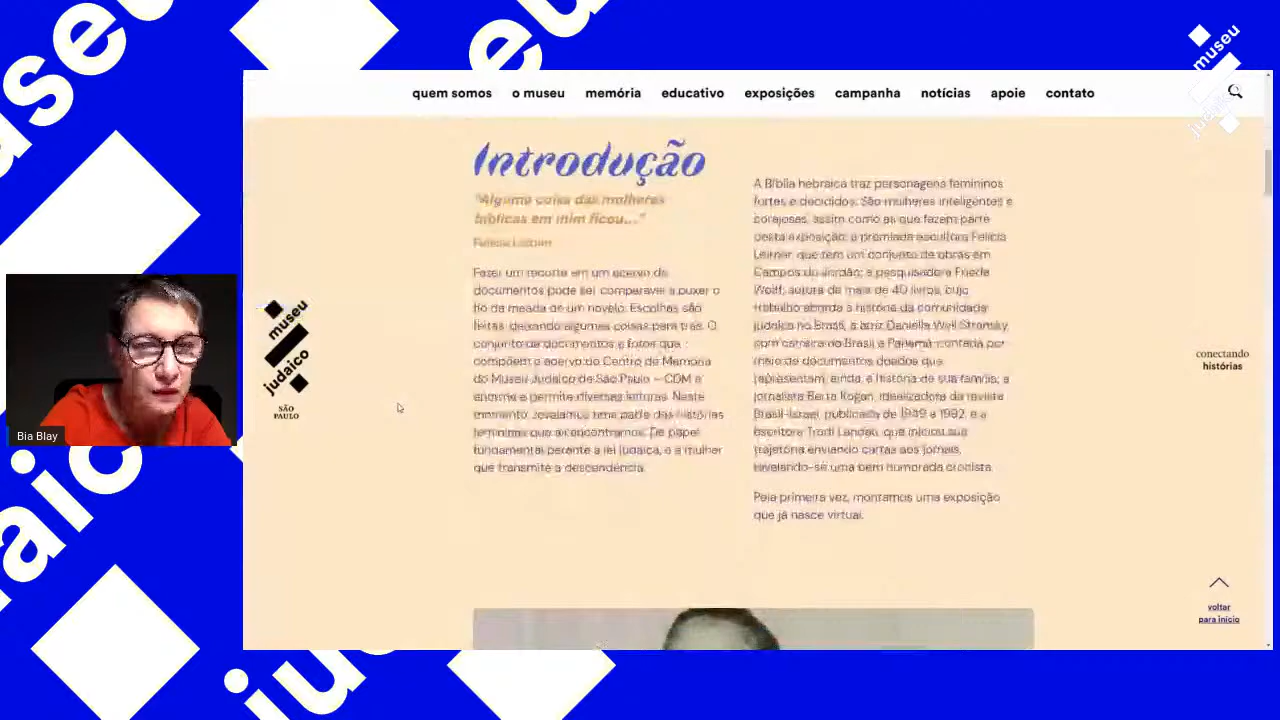 quem somos o museu memória educativo exposições campanha notícias apoie contato
museu
judaico
Introdução
"Alguma coisa das mulheres
bíblicas em mim ficou..."
Felícia Leirner
Fazer um recorte em um acervo de
documentos pode ser comparável a puxar o
fio da meada de um novelo. Escolhas são
feitas, deixando algumas coisas para trás. O
conjunto de documentos e fotos que
compõem o acervo do Centro de Memória
do Museu Judaico de São Paulo – CDM é
enorme e permite diversas leituras. Neste
momento, revelamos uma parte das histórias
femininas que ali encontramos. De papel
fundamental perante a lei judaica, é a mulher
que transmite a descendência.
A Bíblia hebraica traz personagens femininos
fortes e decididos. São mulheres inteligentes e
corajosas, assim como as que fazem parte
desta exposição: a premiada escultora Felícia
Leirner, que tem um conjunto de obras em
Campos do Jordão; a pesquisadora Frieda
Wolff, autora de mais de 40 livros, cujo
trabalho aborda a história da comunidade
judaica no Brasil; a atriz Daniella Wall Stransky,
com carreira no Brasil e Panamá contada por
meio de documentos doados que
representam, ainda, a história de sua família; a
jornalista Berta Kogan, idealizadora da revista
Brasil-Israel, publicada de 1949 a 1992, e a
escritora Trudi Landau, que iniciou sua
trajetória enviando cartas aos jornais,
revelando-se uma bem humorada cronista.
Pela primeira vez, montamos uma exposição
que já nasce virtual.
museu
judaico
SÃO
PAULO
conectando
histórias
voltar
para início
Bia Blay